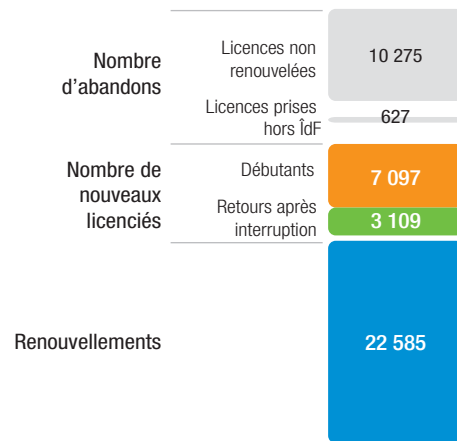 Nombre
d’abandons
Licences non
renouvelées
10 275
Licences prises
hors ÎdF
627
Nombre de
nouveaux
licenciés
Débutants
7 097
Retours après
interruption
3 109
Renouvellements
22 585